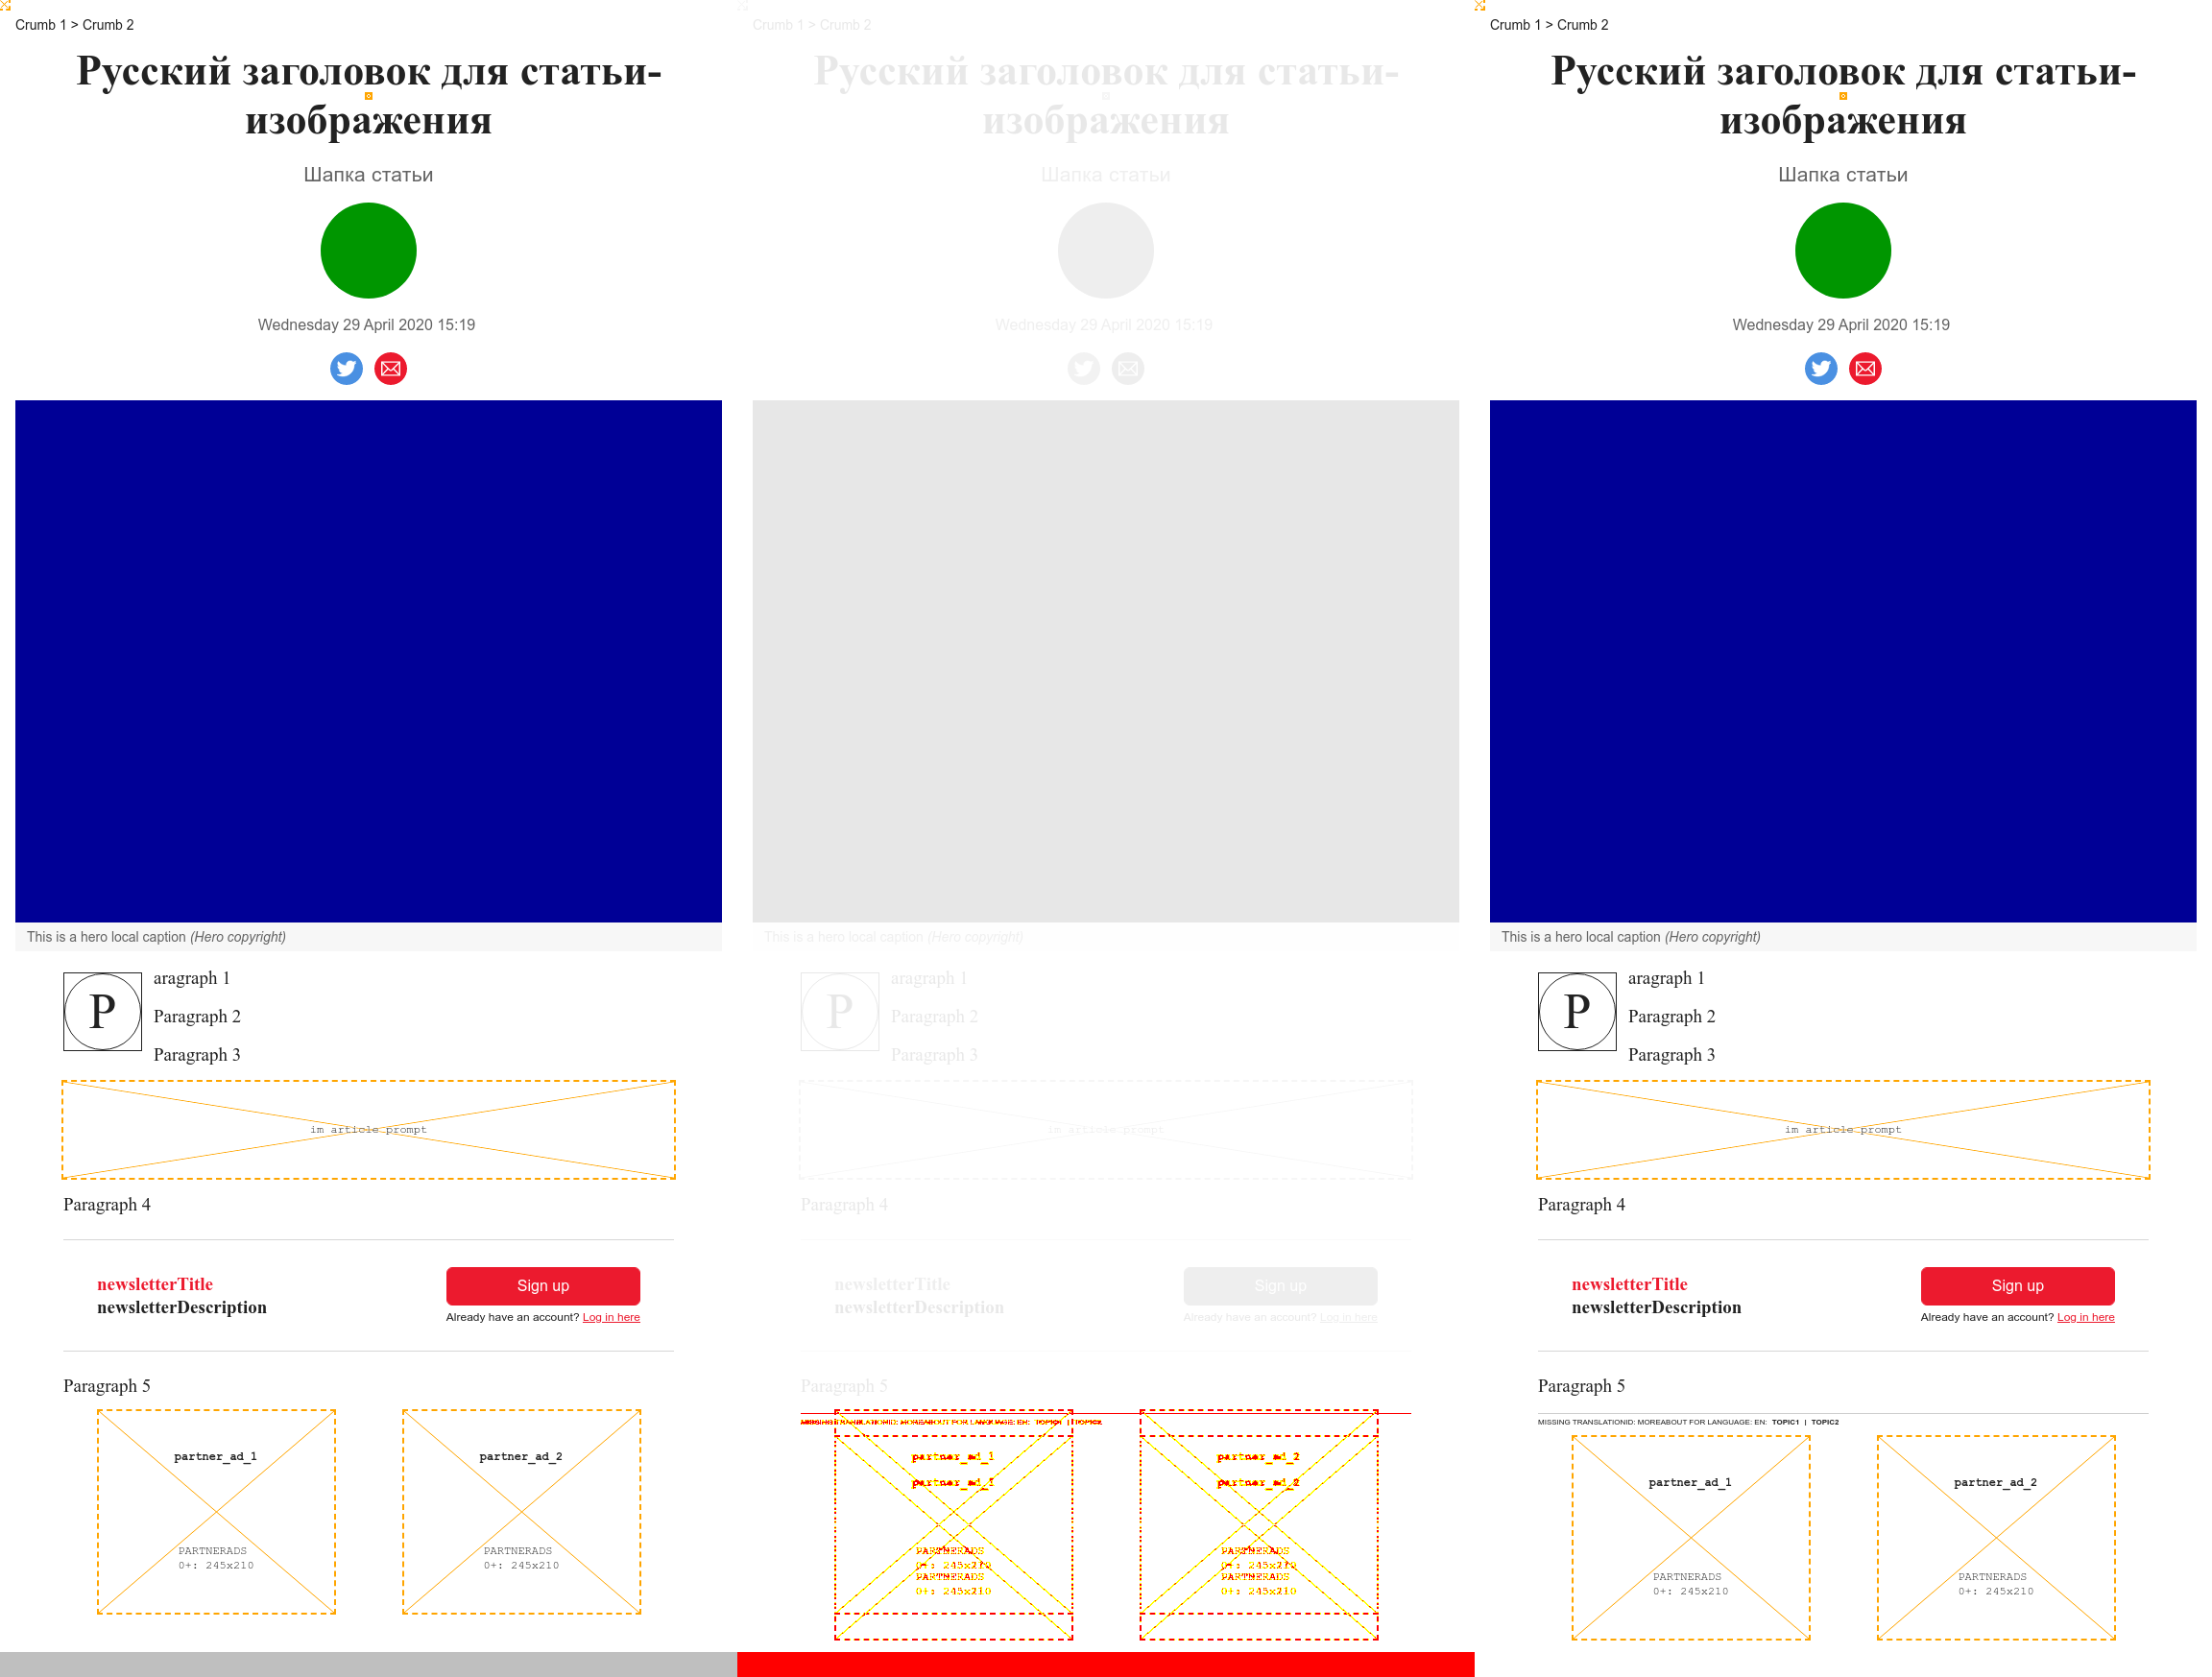 Crumb 1 > Crumb 2
Русский заголовок для статьи-
изображения
Шапка статьи
Wednesday 29 April 2020 15:19
This is a hero local caption (Hero copyright)
P
aragraph 1
Paragraph 2
Paragraph 3
im article prompt
Paragraph 4
newsletterTitle
newsletterDescription
Sign up
Already have an account? Log in here
Paragraph 5
partner_ad_1
PARTNERADS
0+: 245x210
partner_ad_2
PARTNERADS
0+: 245x210
Crumb 1 > Crumb 2
Русский заголовок для статьи-
изображения
Шапка статьи
Wednesday 29 April 2020 15:19
This is a hero local caption (Hero copyright)
P
aragraph 1
Paragraph 2
Paragraph 3
im article prompt
Paragraph 4
newsletterTitle
newsletterDescription
Sign up
Already have an account? Log in here
Paragraph 5
partner_ad_1
partner_ad_1
PARTNERADS
0+: 245x210
PARTNERADS
0+: 245x210
partner_ad_2
partner_ad_2
PARTNERADS
0+: 245x210
PARTNERADS
0+: 245x210
Crumb 1 > Crumb 2
Русский заголовок для статьи-
изображения
Шапка статьи
Wednesday 29 April 2020 15:19
This is a hero local caption (Hero copyright)
P
aragraph 1
Paragraph 2
Paragraph 3
im article prompt
Paragraph 4
newsletterTitle
newsletterDescription
Sign up
Already have an account? Log in here
Paragraph 5
MISSING TRANSLATIONID: MOREABOUT FOR LANGUAGE: EN: TOPIC1 | TOPIC2
partner_ad_1
PARTNERADS
0+: 245x210
partner_ad_2
PARTNERADS
0+: 245x210